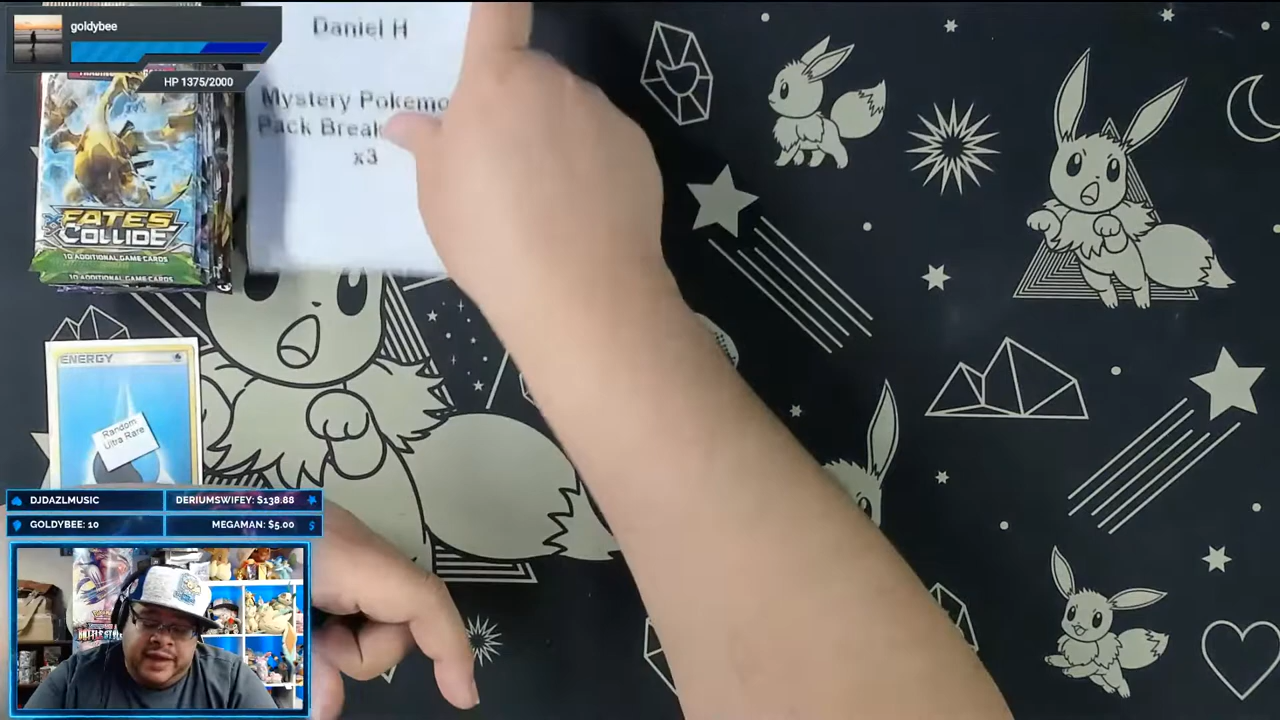 goldybee
HP 1375/2000
Daniel H
Mystery Pokemo
Pack Break
x3
FATES
COLLIDE
10 ADDITIONAL GAME CARDS
10 ADDITIONAL GAME CARDS
ENERGY
Random
Ultra Rare
DJDAZLMUSIC
DERIUMSWIFEY: $138.88
GOLDYBEE: 10
MEGAMAN: $5.00